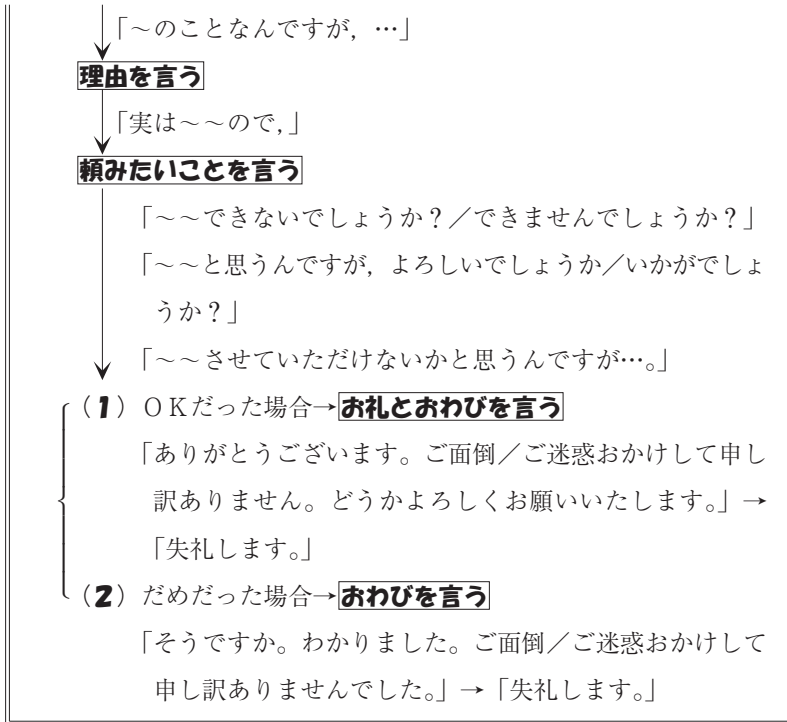 「～のことなんですが，…」
理由を言う
「実は～～ので，」
頼みたいことを言う
「～～できないでしょうか？／できませんでしょうか？」
「～～と思うんですが，よろしいでしょうか／いかがでしょ
うか？」
「～～させていただけないかと思うんですが…。」
（1）ＯＫだった場合→お礼とおわびを言う
「ありがとうございます。ご面倒／ご迷惑おかけして申し
訳ありません。どうかよろしくお願いいたします。」→
「失礼します。」
（2）だめだった場合→おわびを言う
「そうですか。わかりました。ご面倒／ご迷惑おかけして
申し訳ありませんでした。」→「失礼します。」